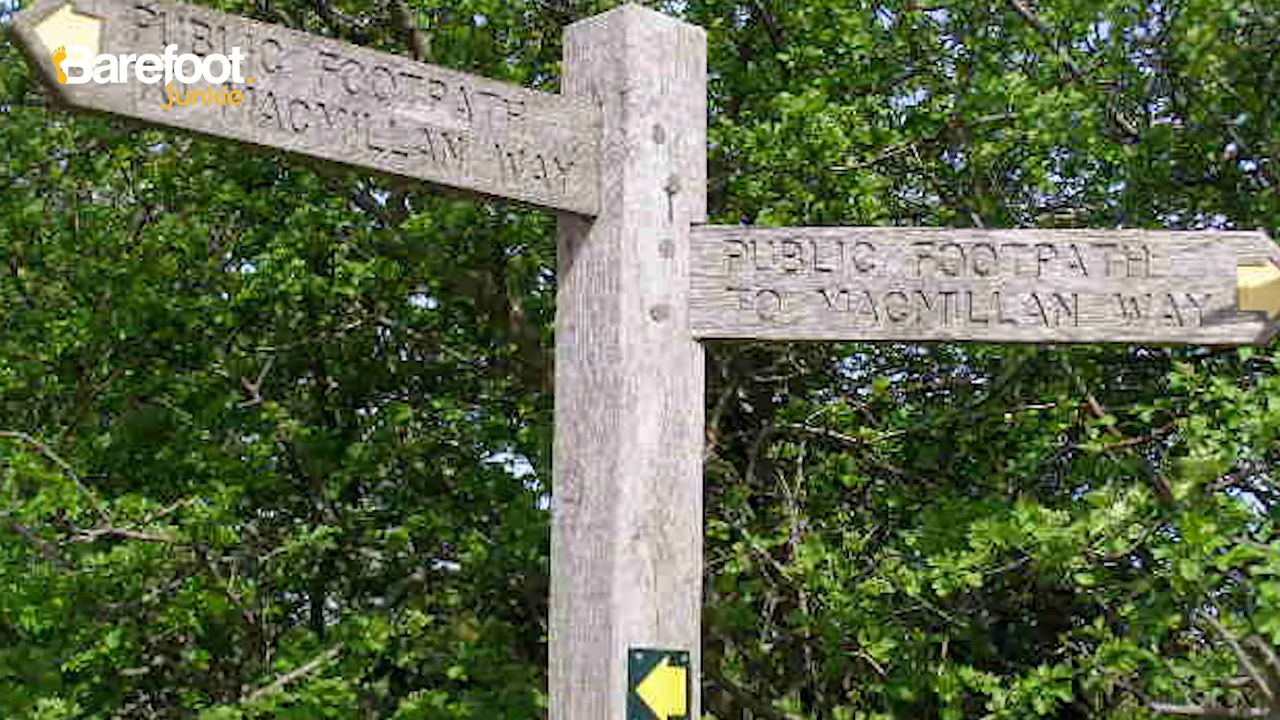 PUBLIC FOOTPATH
MACMILLAN WAY
Barefoot
Junkie
PUBLIC FOOTPATH
TO MACMILLAN WAY